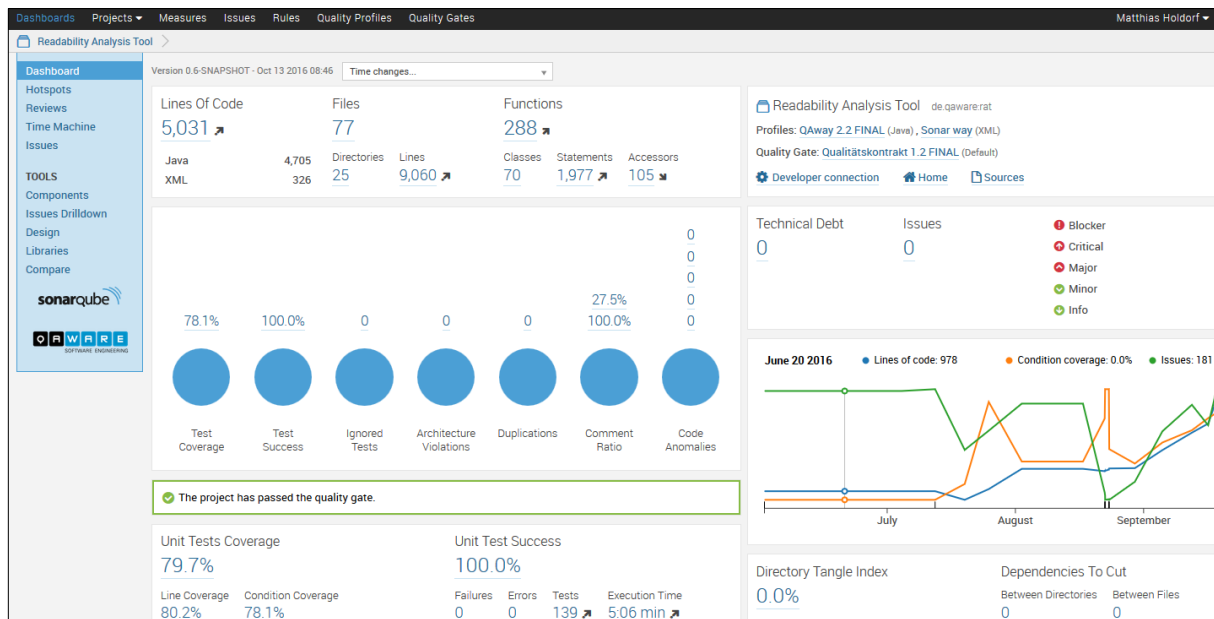 Dashboards Projects Measures Issues Rules Quality Profiles Quality Gates Matthias Holdorf
Readability Analysis Tool
Dashboard
Hotspots
Reviews
Time Machine
Issues
TOOLS
Components
Issues Drilldown
Design
Libraries
Compare
sonarqube
QAWARE
SOFTWARE ENGINEERING
Version 0.6-SNAPSHOT - Oct 13 2016 08:46 Time changes...
Lines Of Code Files Functions
5,031 77 288
Java 4,705 Directories Lines Classes Statements Accessors
XML 326 25 9,060 70 1,977 105
0
0
0
27.5% 0
78.1% 100.0% 0 0 0 100.0% 0
Test Coverage
Test Success
Ignored Tests
Architecture Violations
Duplications
Comment Ratio
Code Anomalies
The project has passed the quality gate.
Unit Tests Coverage Unit Test Success
79.7% 100.0%
Line Coverage Condition Coverage Failures Errors Tests Execution Time
80.2% 78.1% 0 0 139 5:06 min
Readability Analysis Tool de.qaware:rat
Profiles: QAway 2.2 FINAL (Java) , Sonar way (XML)
Quality Gate: Qualitätskontrakt 1.2 FINAL (Default)
Developer connection Home Sources
Technical Debt Issues
0 0
Blocker
Critical
Major
Minor
Info
June 20 2016 Lines of code: 978 Condition coverage: 0.0% Issues: 181
July August September
Directory Tangle Index Dependencies To Cut
0.0% Between Directories Between Files
0 0